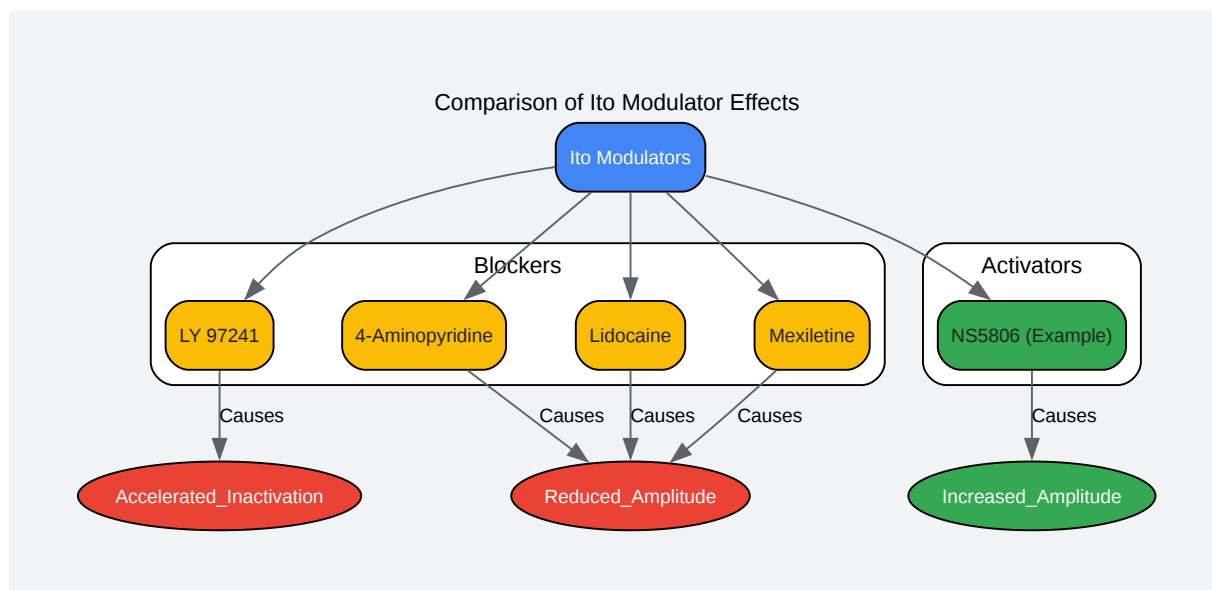 Comparison of Ito Modulator Effects
Ito Modulators
Blockers
Activators
LY 97241
4-Aminopyridine
Lidocaine
Mexiletine
NS5806 (Example)
Causes
Causes
Causes
Causes
Causes
Accelerated_Inactivation
Reduced_Amplitude
Increased_Amplitude